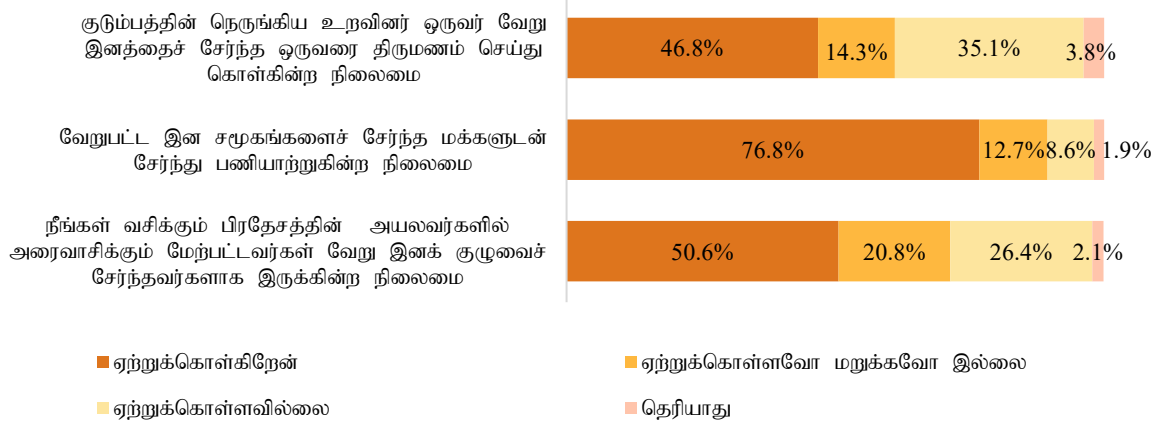 குடும்பத்தின் நெருங்கிய உறவினர் ஒருவர் வேறு
இனத்தைச் சேர்ந்த ஒருவரை திருமணம் செய்து
கொள்கின்ற நிலைமை
46.8% 14.3% 35.1% 3.8%
வேறுபட்ட இன சமூகங்களைச் சேர்ந்த மக்களுடன்
சேர்ந்து பணியாற்றுகின்ற நிலைமை
76.8% 12.7% 8.6% 1.9%
நீங்கள் வசிக்கும் பிரதேசத்தின் அயலவர்களில்
அரைவாசிக்கும் மேற்பட்டவர்கள் வேறு இனக் குழுவைச்
சேர்ந்தவர்களாக இருக்கின்ற நிலைமை
50.6% 20.8% 26.4% 2.1%
ஏற்றுக்கொள்கிறேன் ஏற்றுக்கொள்ளவோ மறுக்கவோ இல்லை
ஏற்றுக்கொள்ளவில்லை தெரியாது